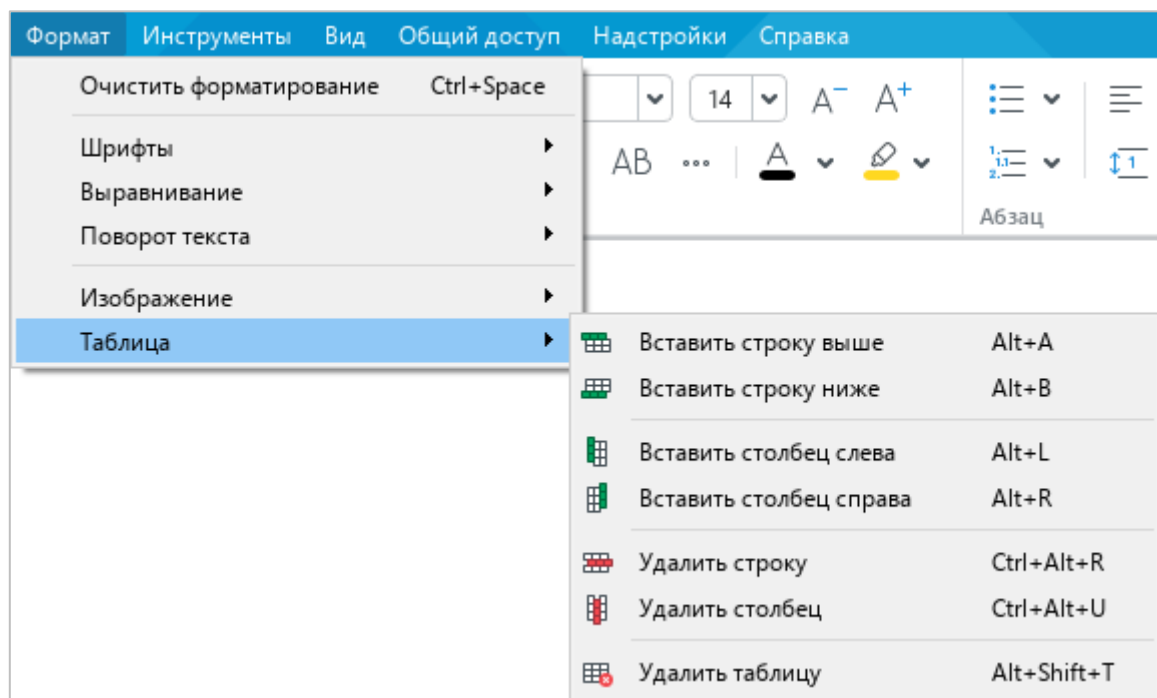 Формат Инструменты Вид Общий доступ Надстройки Справка
Очистить форматирование Ctrl+Space
14 A− A+
Шрифты
AB A
Выравнивание
Поворот текста
Абзац
Изображение
Таблица
Вставить строку выше Alt+A
Вставить строку ниже Alt+B
Вставить столбец слева Alt+L
Вставить столбец справа Alt+R
Удалить строку Ctrl+Alt+R
Удалить столбец Ctrl+Alt+U
Удалить таблицу Alt+Shift+T